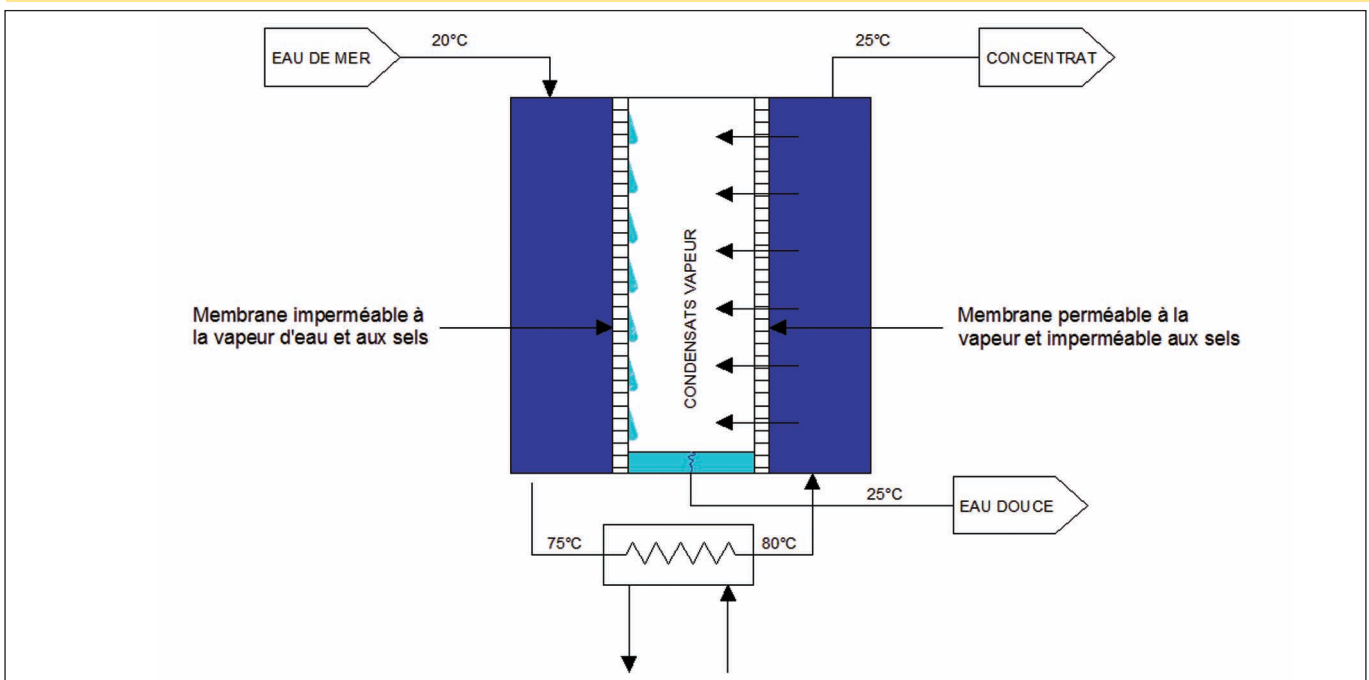 EAU DE MER
20°C
25°C
CONCENTRAT
CONDENSATS VAPEUR
Membrane imperméable à
la vapeur d'eau et aux sels
Membrane perméable à la
vapeur et imperméable aux sels
25°C
EAU DOUCE
75°C
80°C